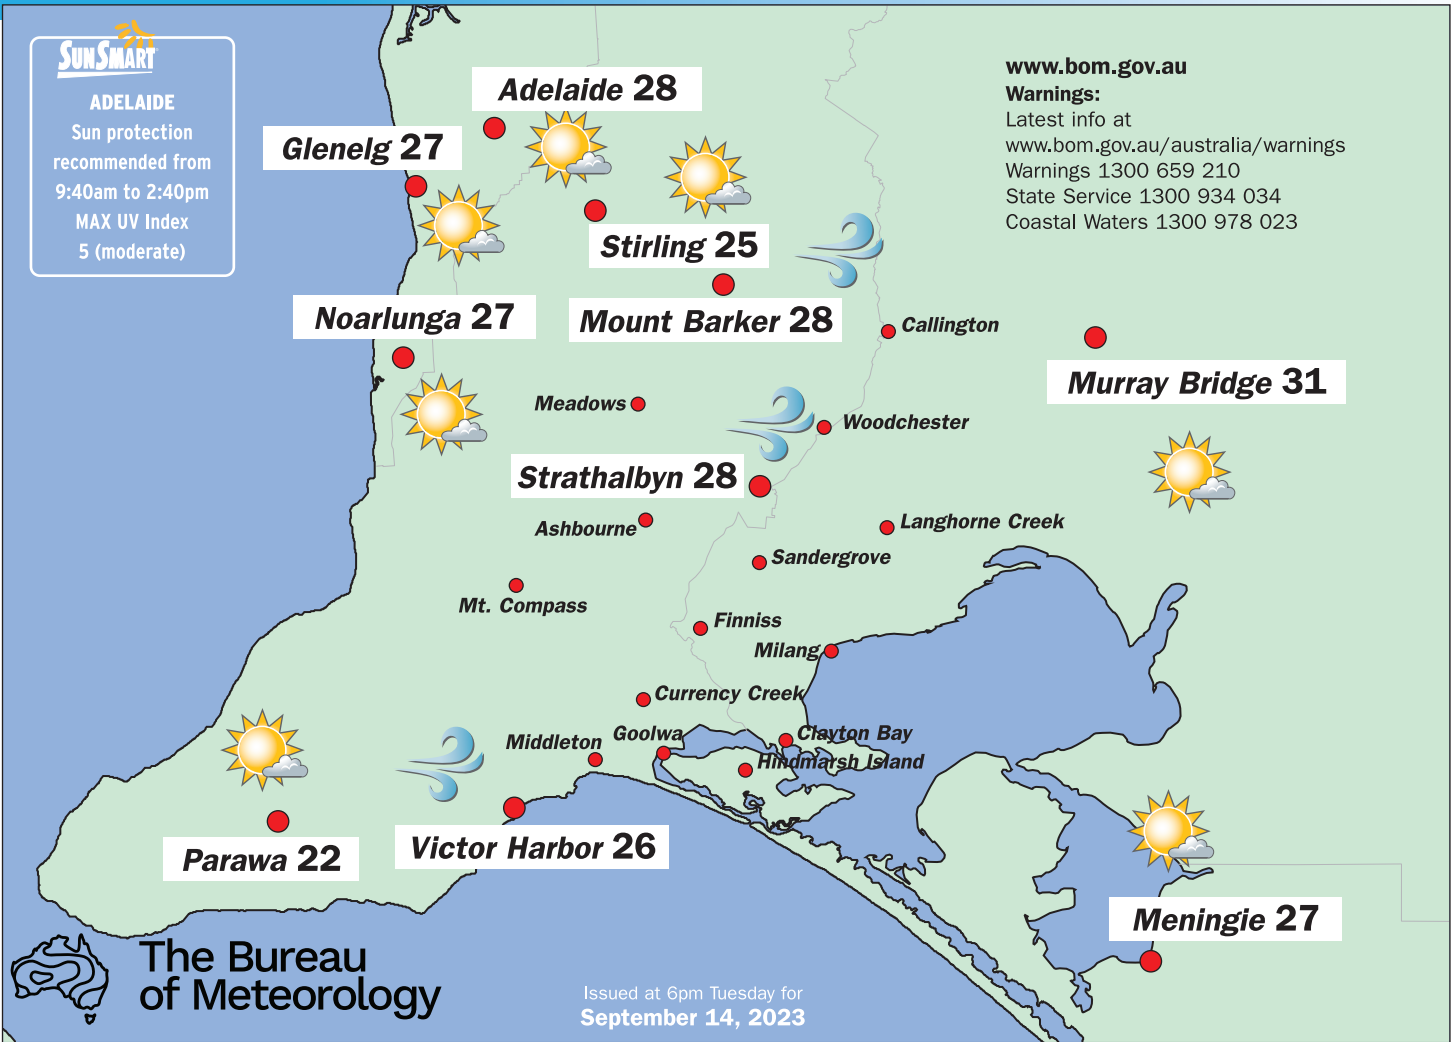 SUNSMART
ADELAIDE
Sun protection
recommended from
9:40am to 2:40pm
MAX UV Index
5 (moderate)
www.bom.gov.au
Warnings:
Latest info at
www.bom.gov.au/australia/warnings
Warnings 1300 659 210
State Service 1300 934 034
Coastal Waters 1300 978 023
Adelaide 28
Glenelg 27
Stirling 25
Noarlunga 27
Mount Barker 28
Callington
Murray Bridge 31
Meadows
Woodchester
Strathalbyn 28
Ashbourne
Langhorne Creek
Sandergrove
Mt. Compass
Finniss
Milang
Currency Creek
Goolwa
Clayton Bay
Middleton
Hindmarsh Island
Victor Harbor 26
Parawa 22
Meningie 27
The Bureau
of Meteorology
Issued at 6pm Tuesday for
September 14, 2023